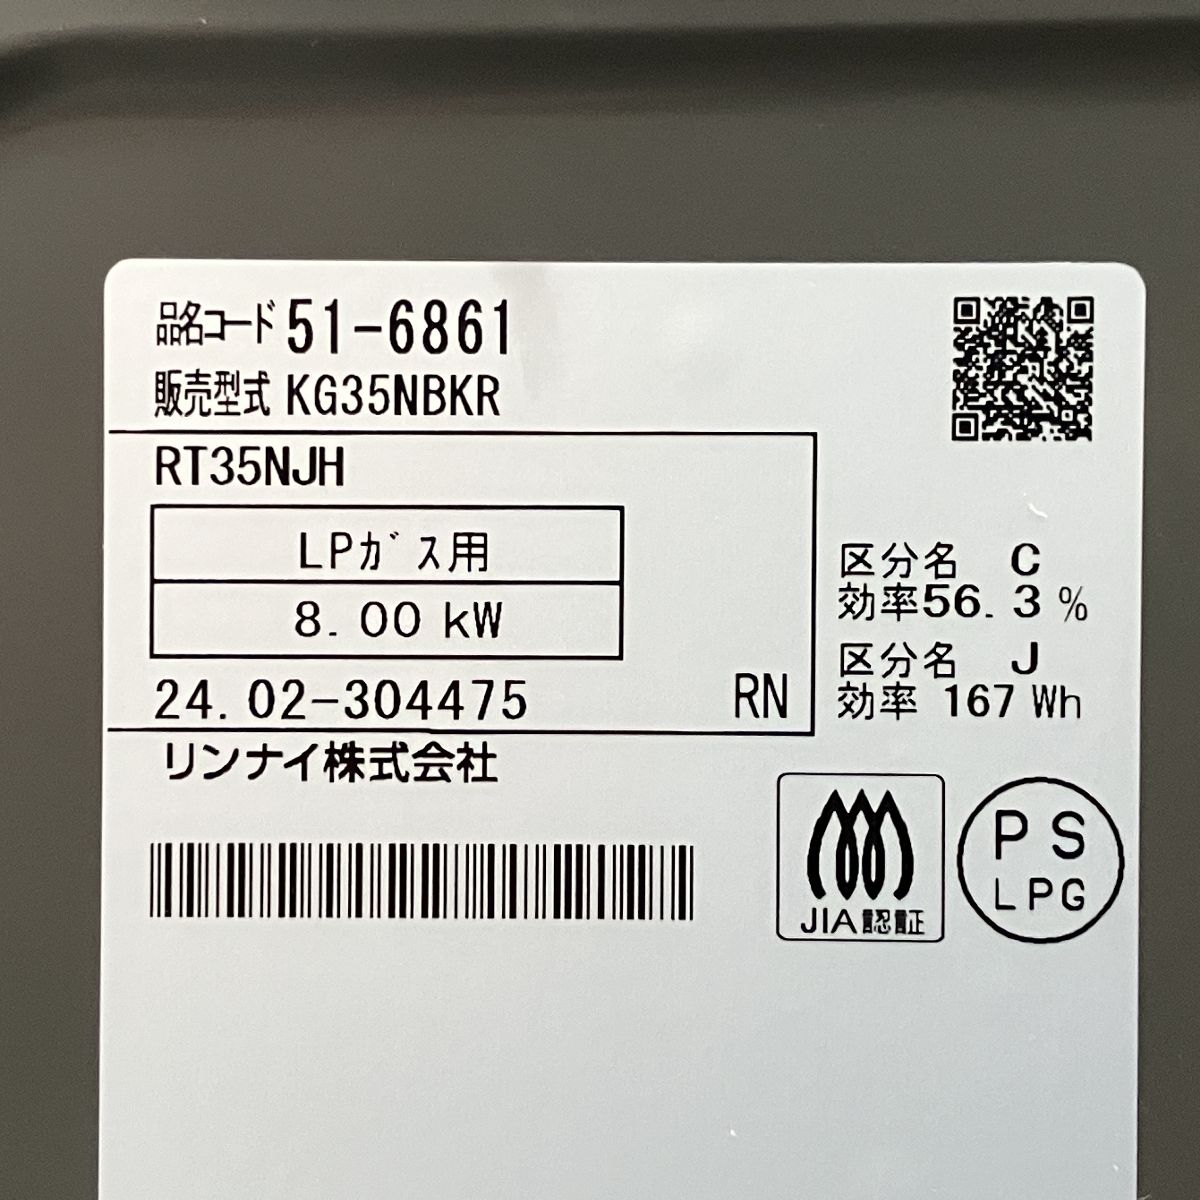 品名コード 51-6861
販売型式 KG35NBKR
RT35NJH
LPガス用
8.00 kW
24.02-304475 RN
リンナイ株式会社
区分名 C
効率 56.3 %
区分名 J
効率 167 Wh
JIA認証
PS
LPG